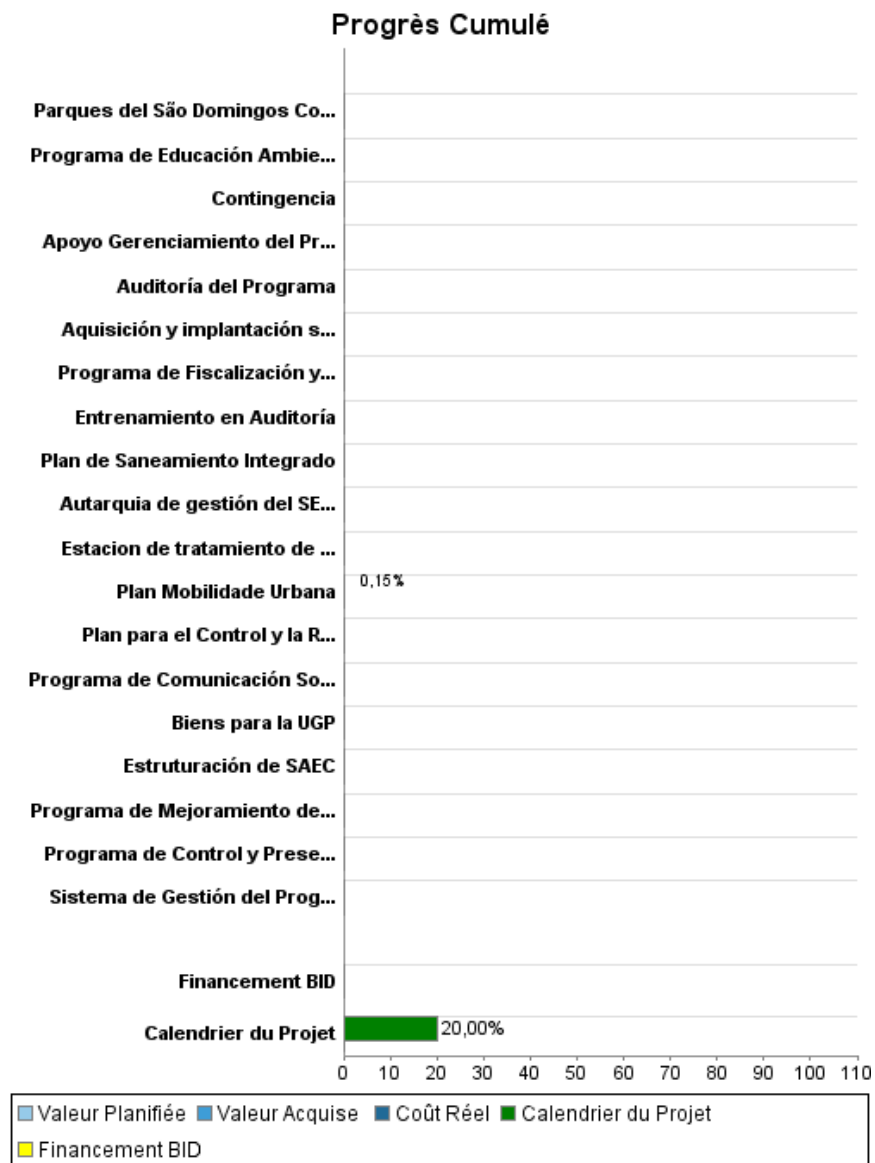 Progrès Cumulé
Parques del São Domingos Co...
Programa de Educación Ambie...
Contingencia
Apoyo Gerenciamiento del Pr...
Auditoría del Programa
Aquisición y implantación s...
Programa de Fiscalización y...
Entrenamiento en Auditoría
Plan de Saneamiento Integrado
Autarquia de gestión del SE...
Estacion de tratamiento de ...
Plan Mobilidade Urbana 0,15%
Plan para el Control y la R...
Programa de Comunicación So...
Biens para la UGP
Estruturación de SAEC
Programa de Mejoramiento de...
Programa de Control y Prese...
Sistema de Gestión del Prog...
Financement BID
Calendrier du Projet 20,00%
0 10 20 30 40 50 60 70 80 90 100 110
Valeur Planifiée Valeur Acquise Coût Réel Calendrier du Projet
Financement BID